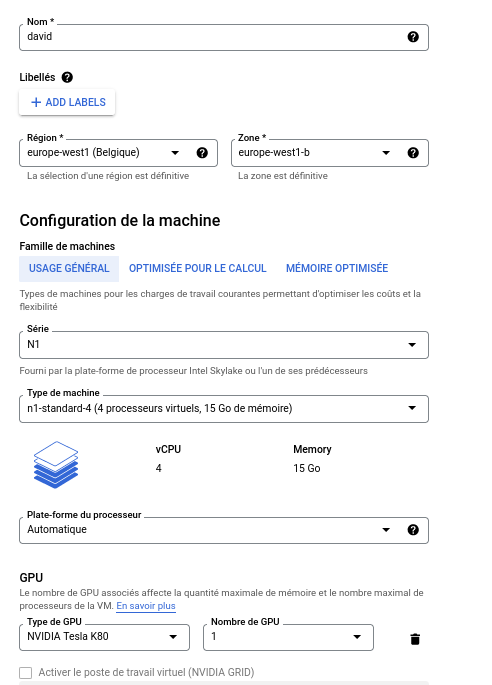 Nom *
david
Libellés
+ ADD LABELS
Région *
europe-west1 (Belgique)
Zone *
europe-west1-b
La sélection d'une région est définitive
La zone est définitive
Configuration de la machine
Famille de machines
USAGE GÉNÉRAL OPTIMISÉE POUR LE CALCUL MÉMOIRE OPTIMISÉE
Types de machines pour les charges de travail courantes permettant d'optimiser les coûts et la
flexibilité
Série
N1
Fourni par la plate-forme de processeur Intel Skylake ou l'un de ses prédécesseurs
Type de machine
n1-standard-4 (4 processeurs virtuels, 15 Go de mémoire)
vCPU
4
Memory
15 Go
Plate-forme du processeur
Automatique
GPU
Le nombre de GPU associés affecte la quantité maximale de mémoire et le nombre maximal de
processeurs de la VM. En savoir plus
Type de GPU
NVIDIA Tesla K80
Nombre de GPU
1
Activer le poste de travail virtuel (NVIDIA GRID)